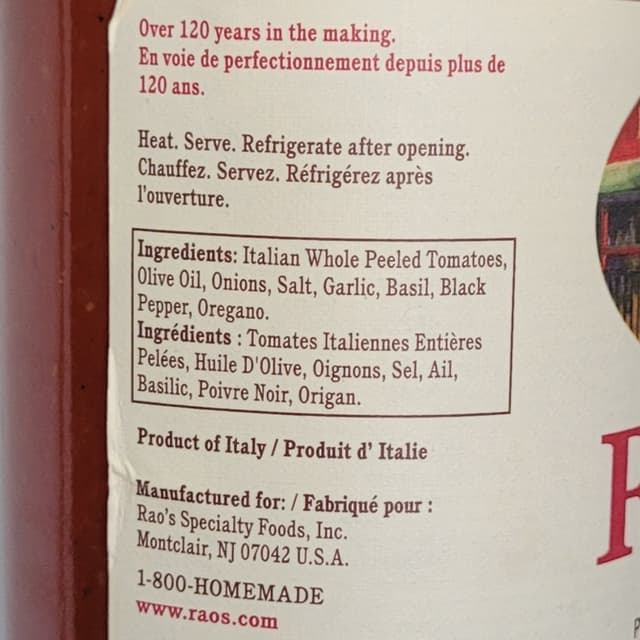 Over 120 years in the making.
En voie de perfectionnement depuis plus de
120 ans.
Heat. Serve. Refrigerate after opening.
Chauffez. Servez. Réfrigérez après
l'ouverture.
Ingredients: Italian Whole Peeled Tomatoes,
Olive Oil, Onions, Salt, Garlic, Basil, Black
Pepper, Oregano.
Ingrédients : Tomates Italiennes Entières
Pelées, Huile D'Olive, Oignons, Sel, Ail,
Basilic, Poivre Noir, Origan.
Product of Italy / Produit d' Italie
Manufactured for: / Fabriqué pour :
Rao's Specialty Foods, Inc.
Montclair, NJ 07042 U.S.A.
1-800-HOMEMADE
www.raos.com